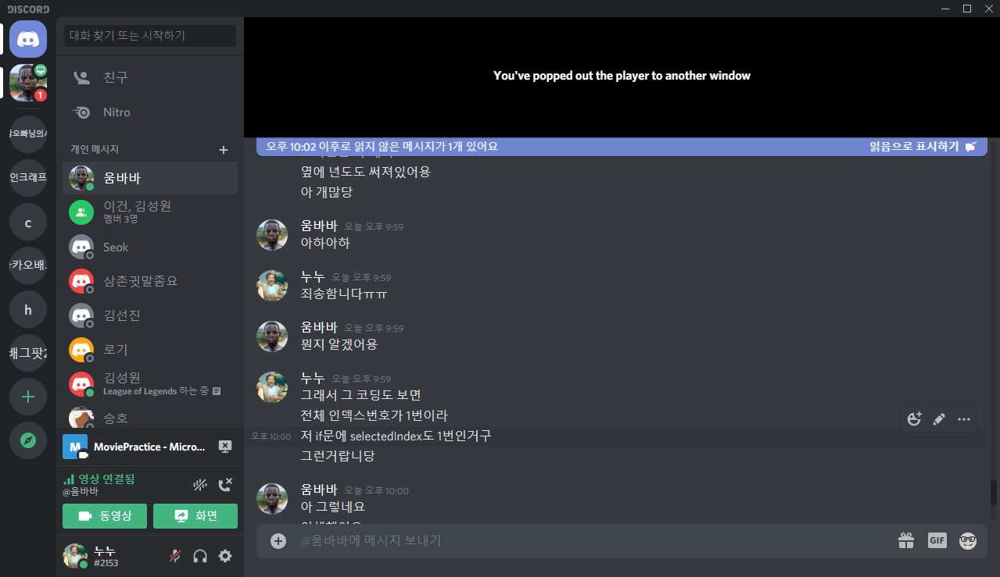 DISCORD
대화 찾기 또는 시작하기
친구
Nitro
개인 메시지
움바바
이건, 김성원
멤버 3명
Seok
삼촌귓말좀요
김선진
로기
김성원
League of Legends 하는 중
승호
MoviePractice - Micro...
영상 연결됨
@움바바
동영상
화면
누누
#2153
1
인크래프
c
카오배
h
배그팟2
You've popped out the player to another window
오후 10:02 이후로 읽지 않은 메시지가 1개 있어요
읽음으로 표시하기
옆에 년도도 써져있어용
아 개많당
움바바 오늘 오후 9:59
아하아하
누누 오늘 오후 9:59
죄송함니다ㅠㅠ
움바바 오늘 오후 9:59
뭔지 알겠어용
누누 오늘 오후 9:59
그래서 그 코딩도 보면
전체 인덱스번호가 1번이라
오후 10:00 저 if문에 selectedIndex도 1번인거구
그런거랍니당
움바바 오늘 오후 10:00
아 그렇네요
@움바바에 메시지 보내기
GIF